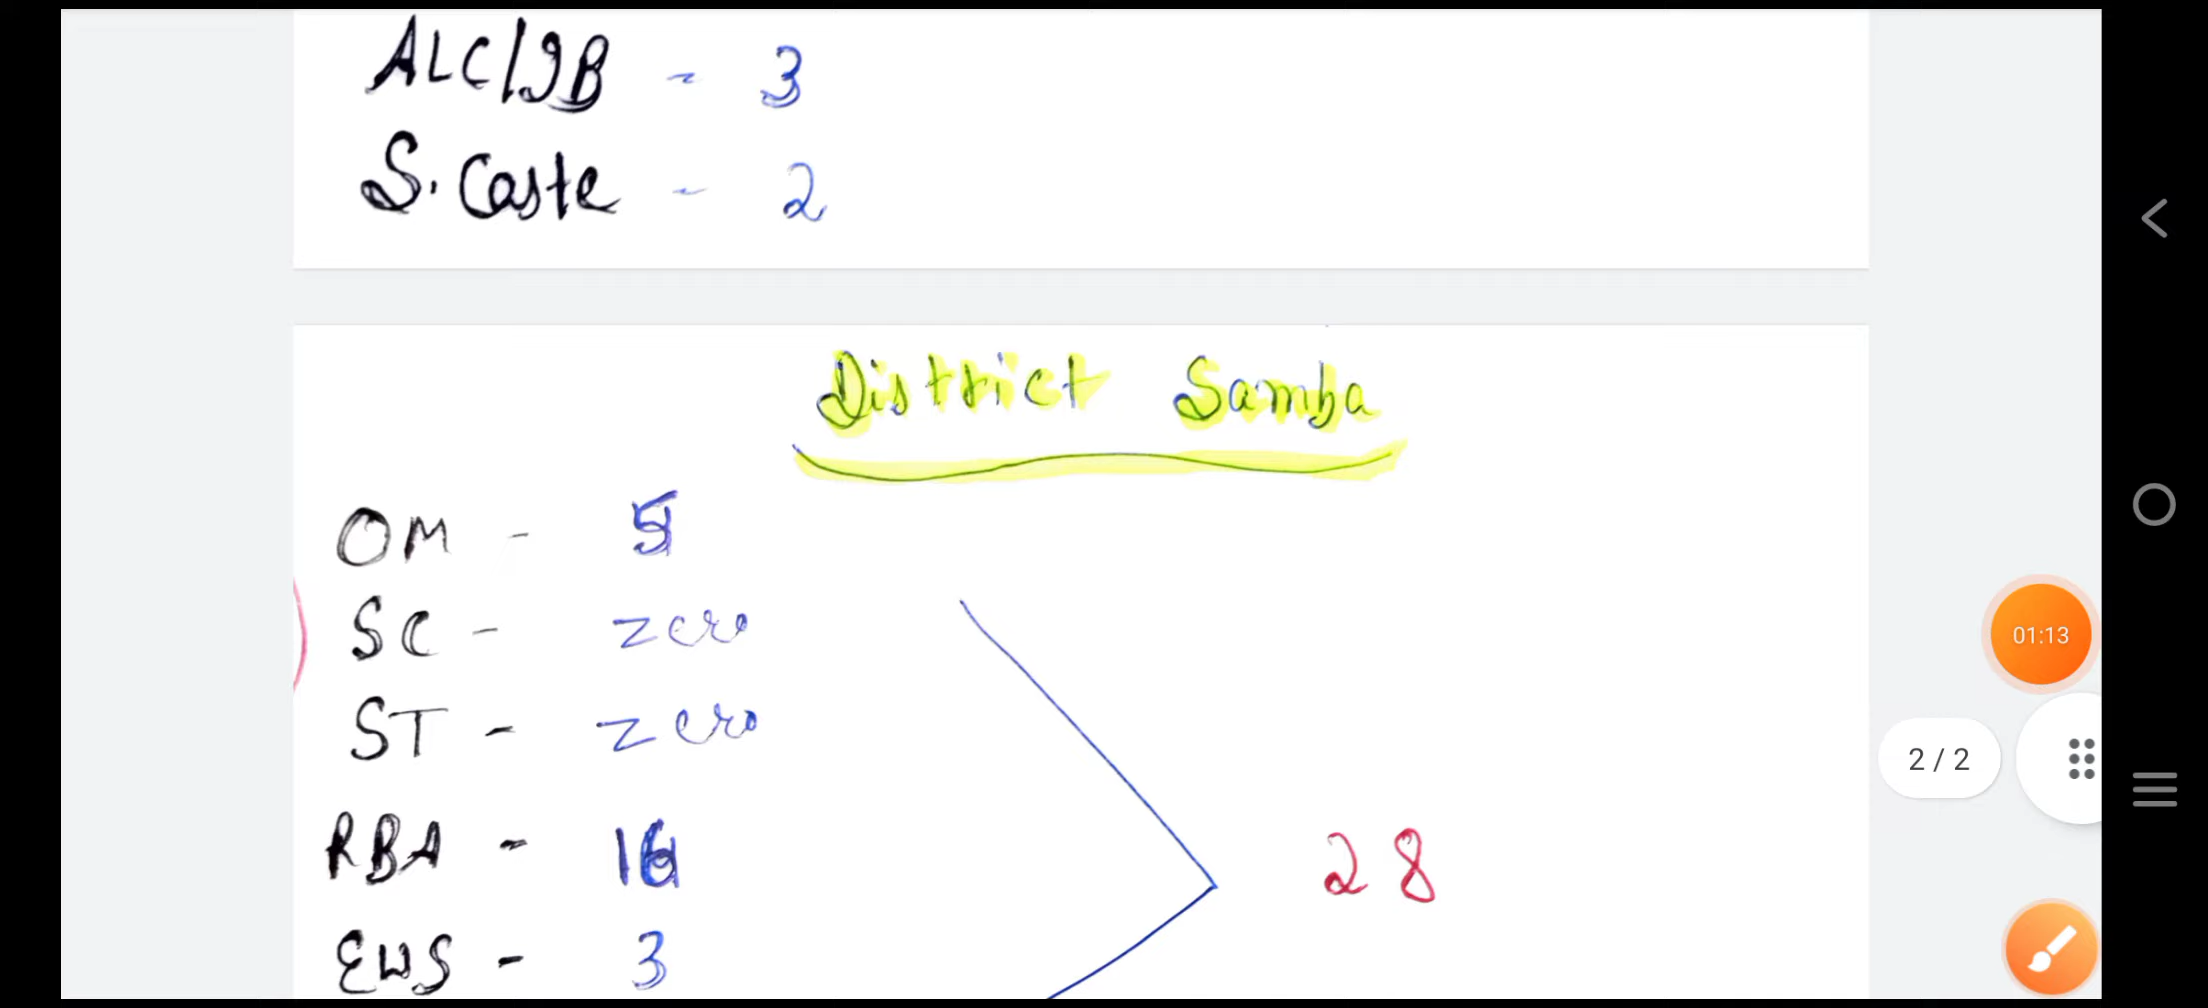 ALC/IB - 3
S. Caste - 2
District Samba
OM - 5
SC - zero
ST - zero
RBA - 16
28
EWS - 3
01:13
2 / 2